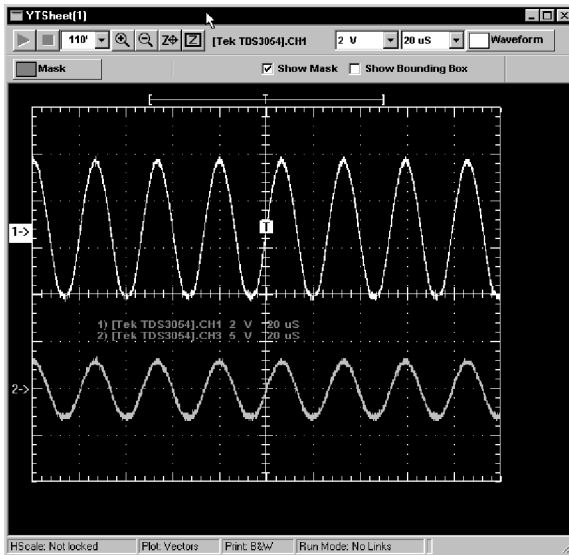 YTSheet(1)
110' [Tek TDS3054].CH1 2 V 20 uS Waveform
Mask Show Mask Show Bounding Box
1->
T
1) [Tek TDS3054].CH1 2 V 20 uS
2) [Tek TDS3054].CH3 5 V 20 uS
2->
HScale: Not locked Plot: Vectors Print: B&W Run Mode: No Links